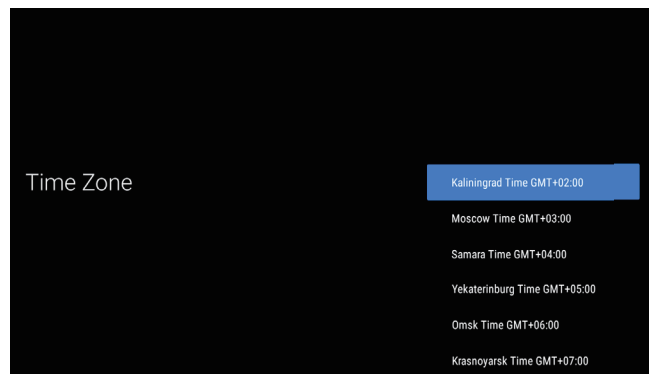 Time Zone
Kaliningrad Time GMT+02:00
Moscow Time GMT+03:00
Samara Time GMT+04:00
Yekaterinburg Time GMT+05:00
Omsk Time GMT+06:00
Krasnoyarsk Time GMT+07:00